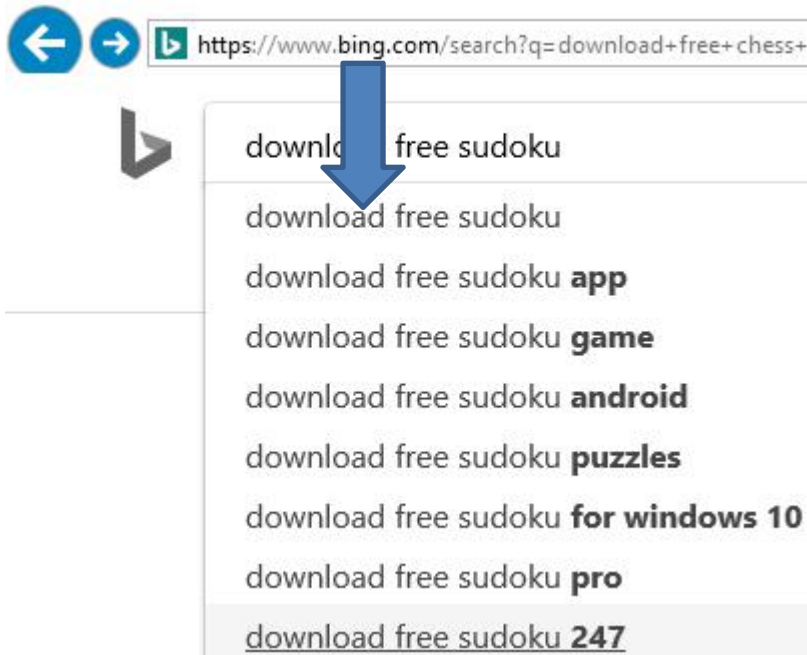 https://www.bing.com/search?q=download+free+chess+
downlo free sudoku
download free sudoku
download free sudoku app
download free sudoku game
download free sudoku android
download free sudoku puzzles
download free sudoku for windows 10
download free sudoku pro
download free sudoku 247